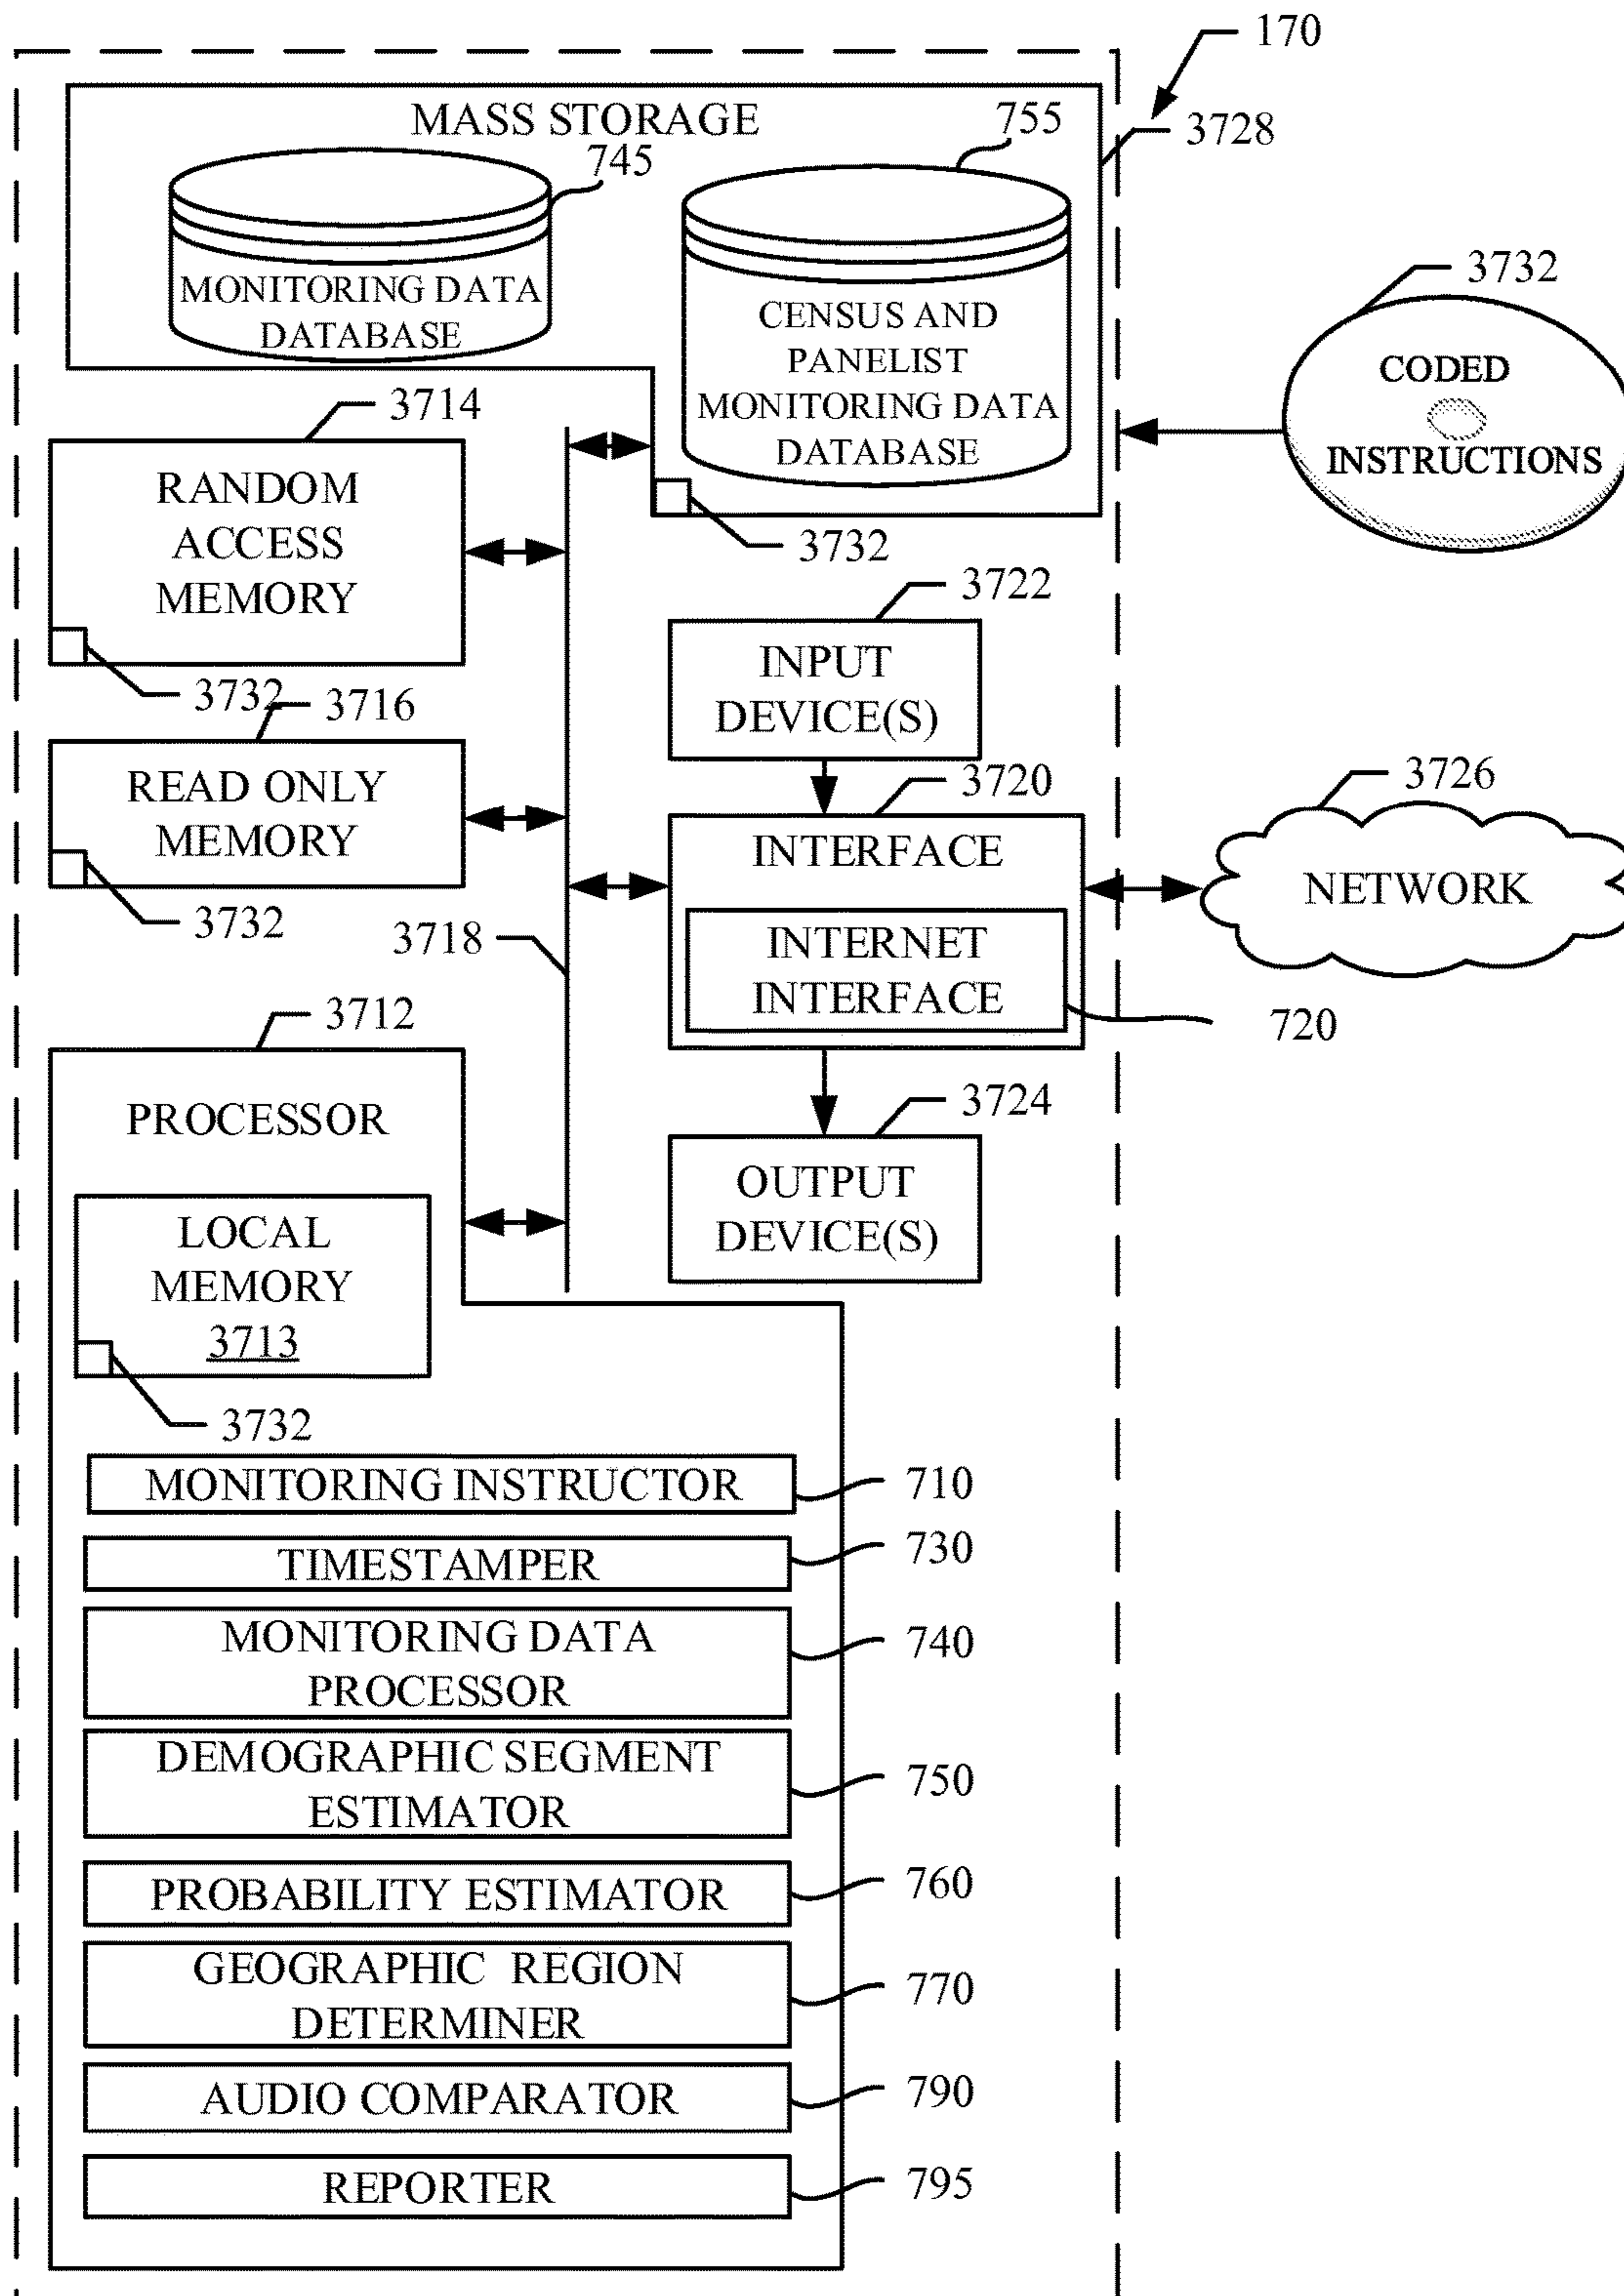 170
MASS STORAGE
755
3728
745
MONITORING DATA
DATABASE
CENSUS AND
PANELIST
MONITORING DATA
DATABASE
3732
CODED
INSTRUCTIONS
3714
RANDOM
ACCESS
MEMORY
3732
3732
3722
INPUT
DEVICE(S)
3716
READ ONLY
MEMORY
3732
3720
INTERFACE
INTERNET
INTERFACE
720
3726
NETWORK
3718
3712
PROCESSOR
3724
OUTPUT
DEVICE(S)
LOCAL
MEMORY
3713
3732
MONITORING INSTRUCTOR
710
TIMESTAMPER
730
MONITORING DATA
PROCESSOR
740
DEMOGRAPHIC SEGMENT
ESTIMATOR
750
PROBABILITY ESTIMATOR
760
GEOGRAPHIC REGION
DETERMINER
770
AUDIO COMPARATOR
790
REPORTER
795